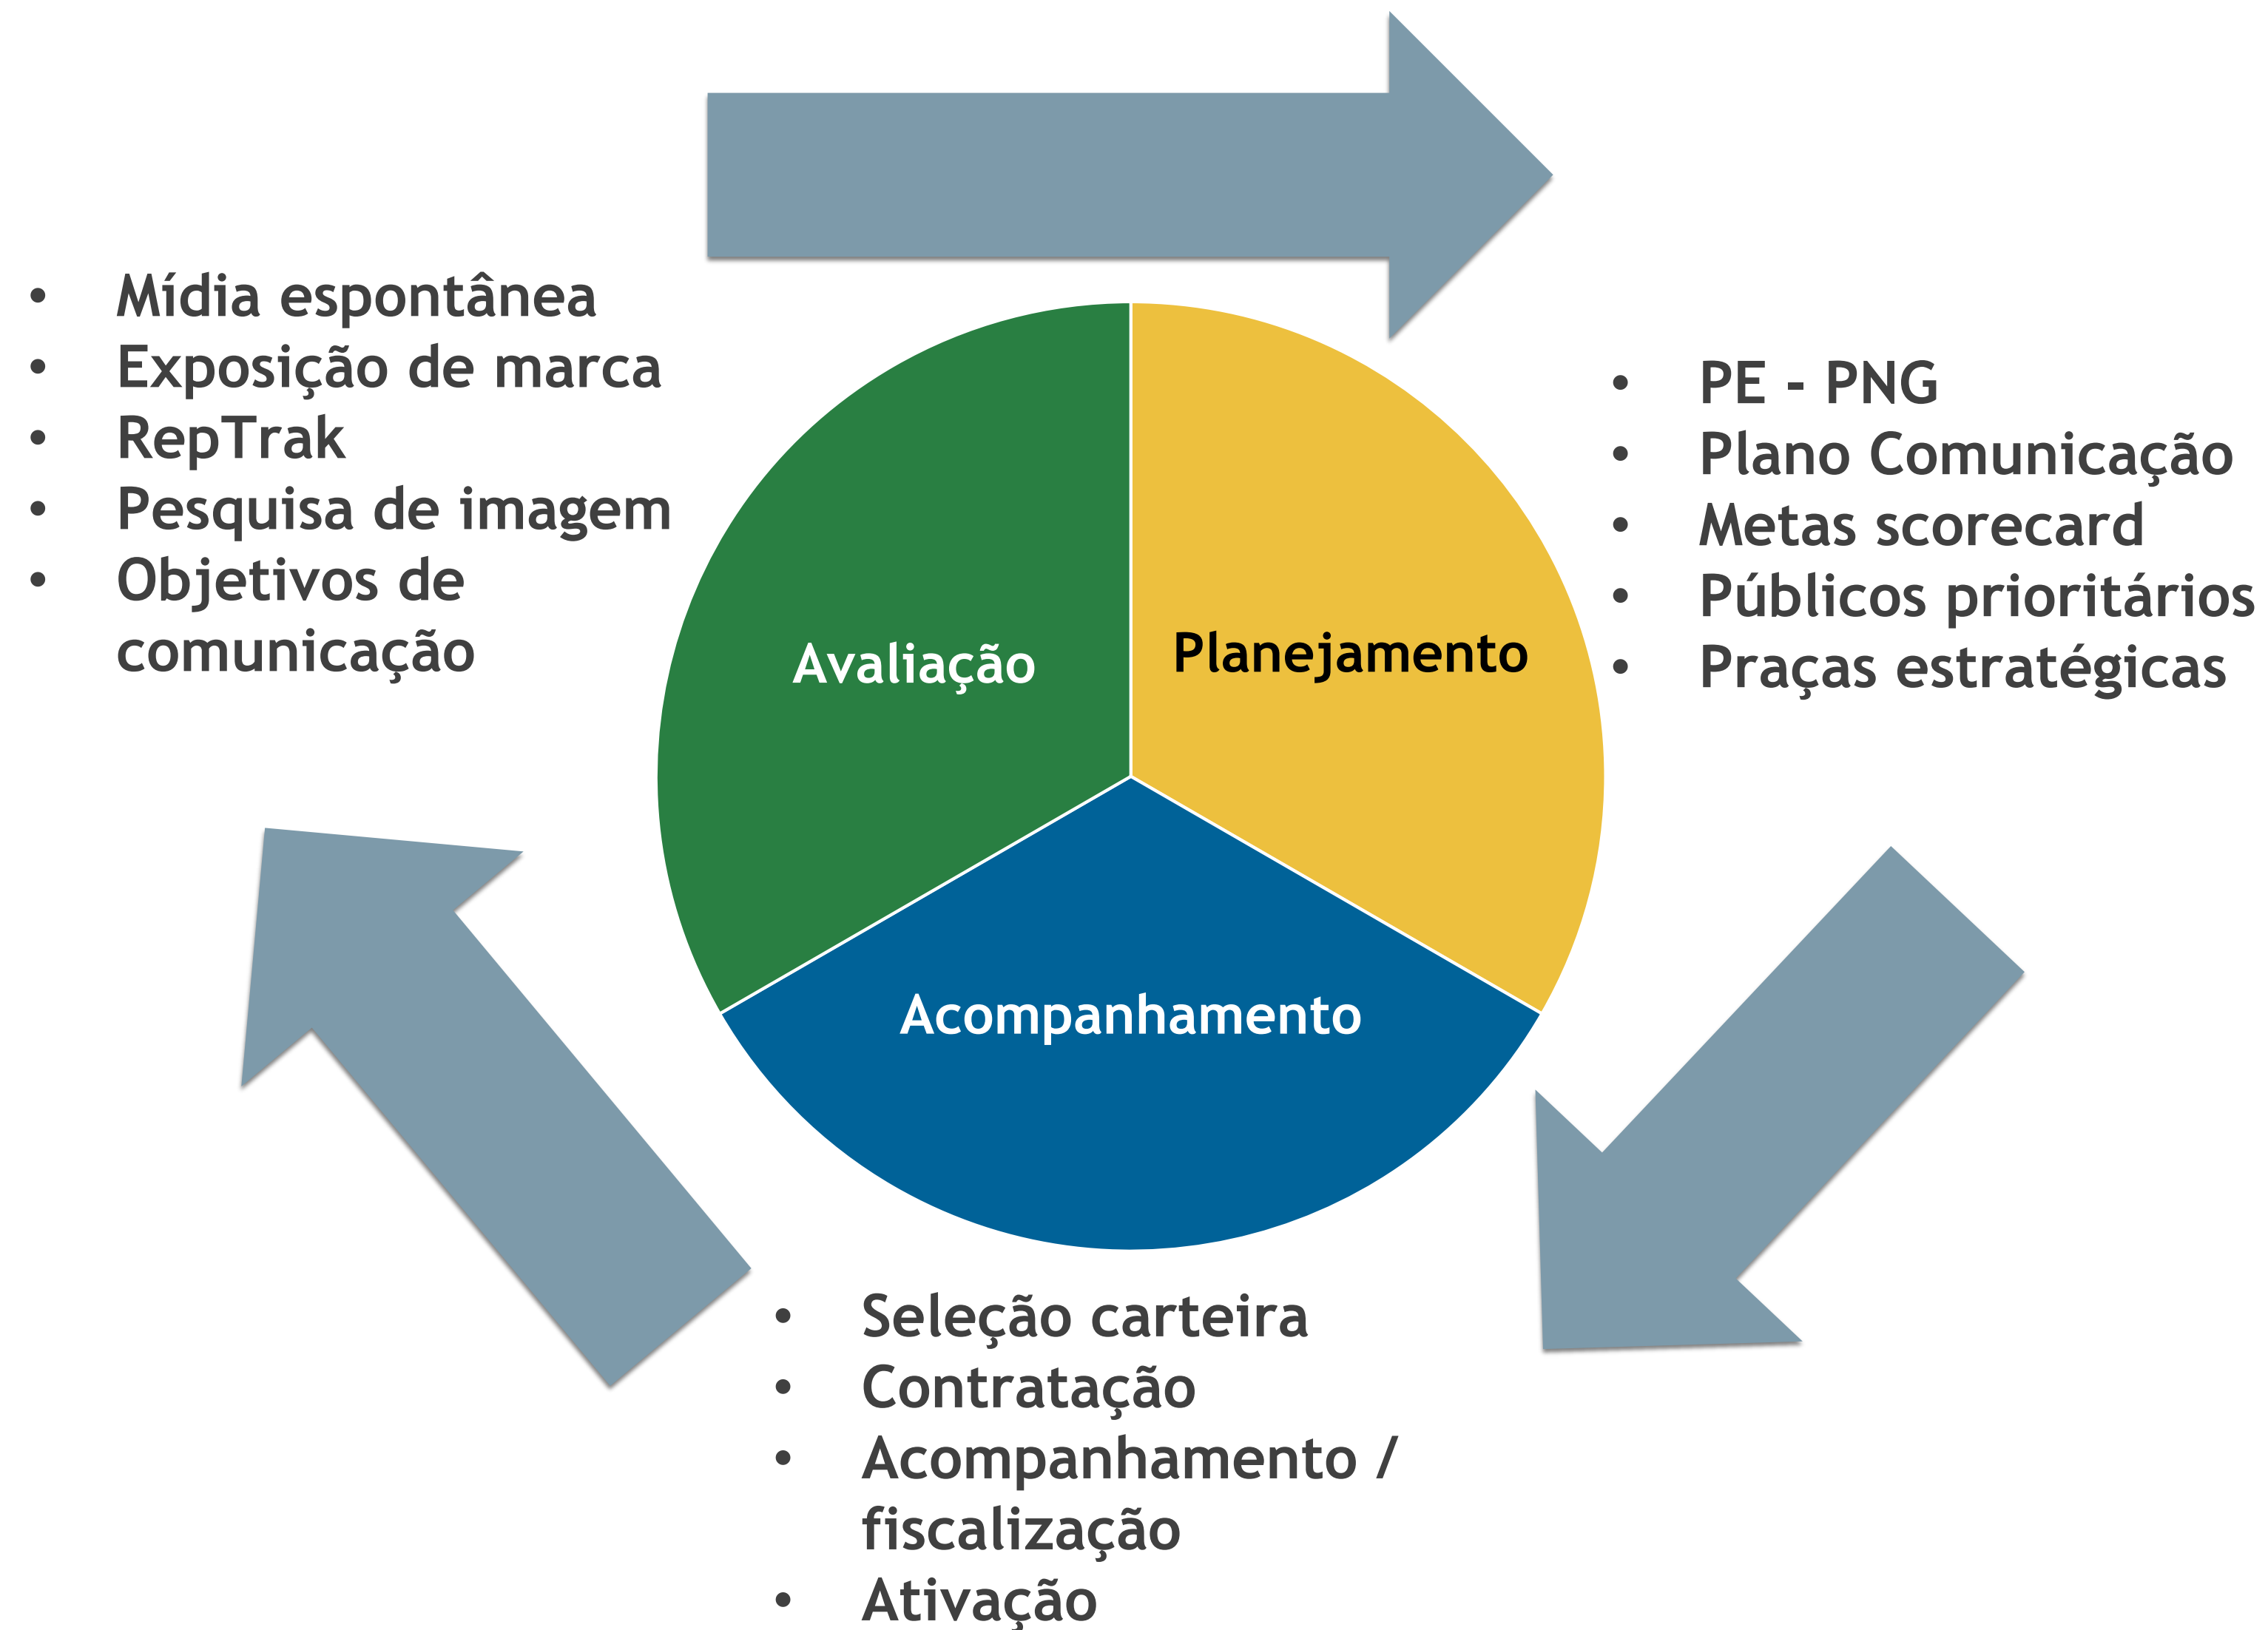 • Mídia espontânea
• Exposição de marca
• RepTrak
• Pesquisa de imagem
• Objetivos de
comunicação
Avaliação
Planejamento
• PE - PNG
• Plano Comunicação
• Metas scorecard
• Públicos prioritários
• Praças estratégicas
Acompanhamento
• Seleção carteira
• Contratação
• Acompanhamento /
fiscalização
• Ativação